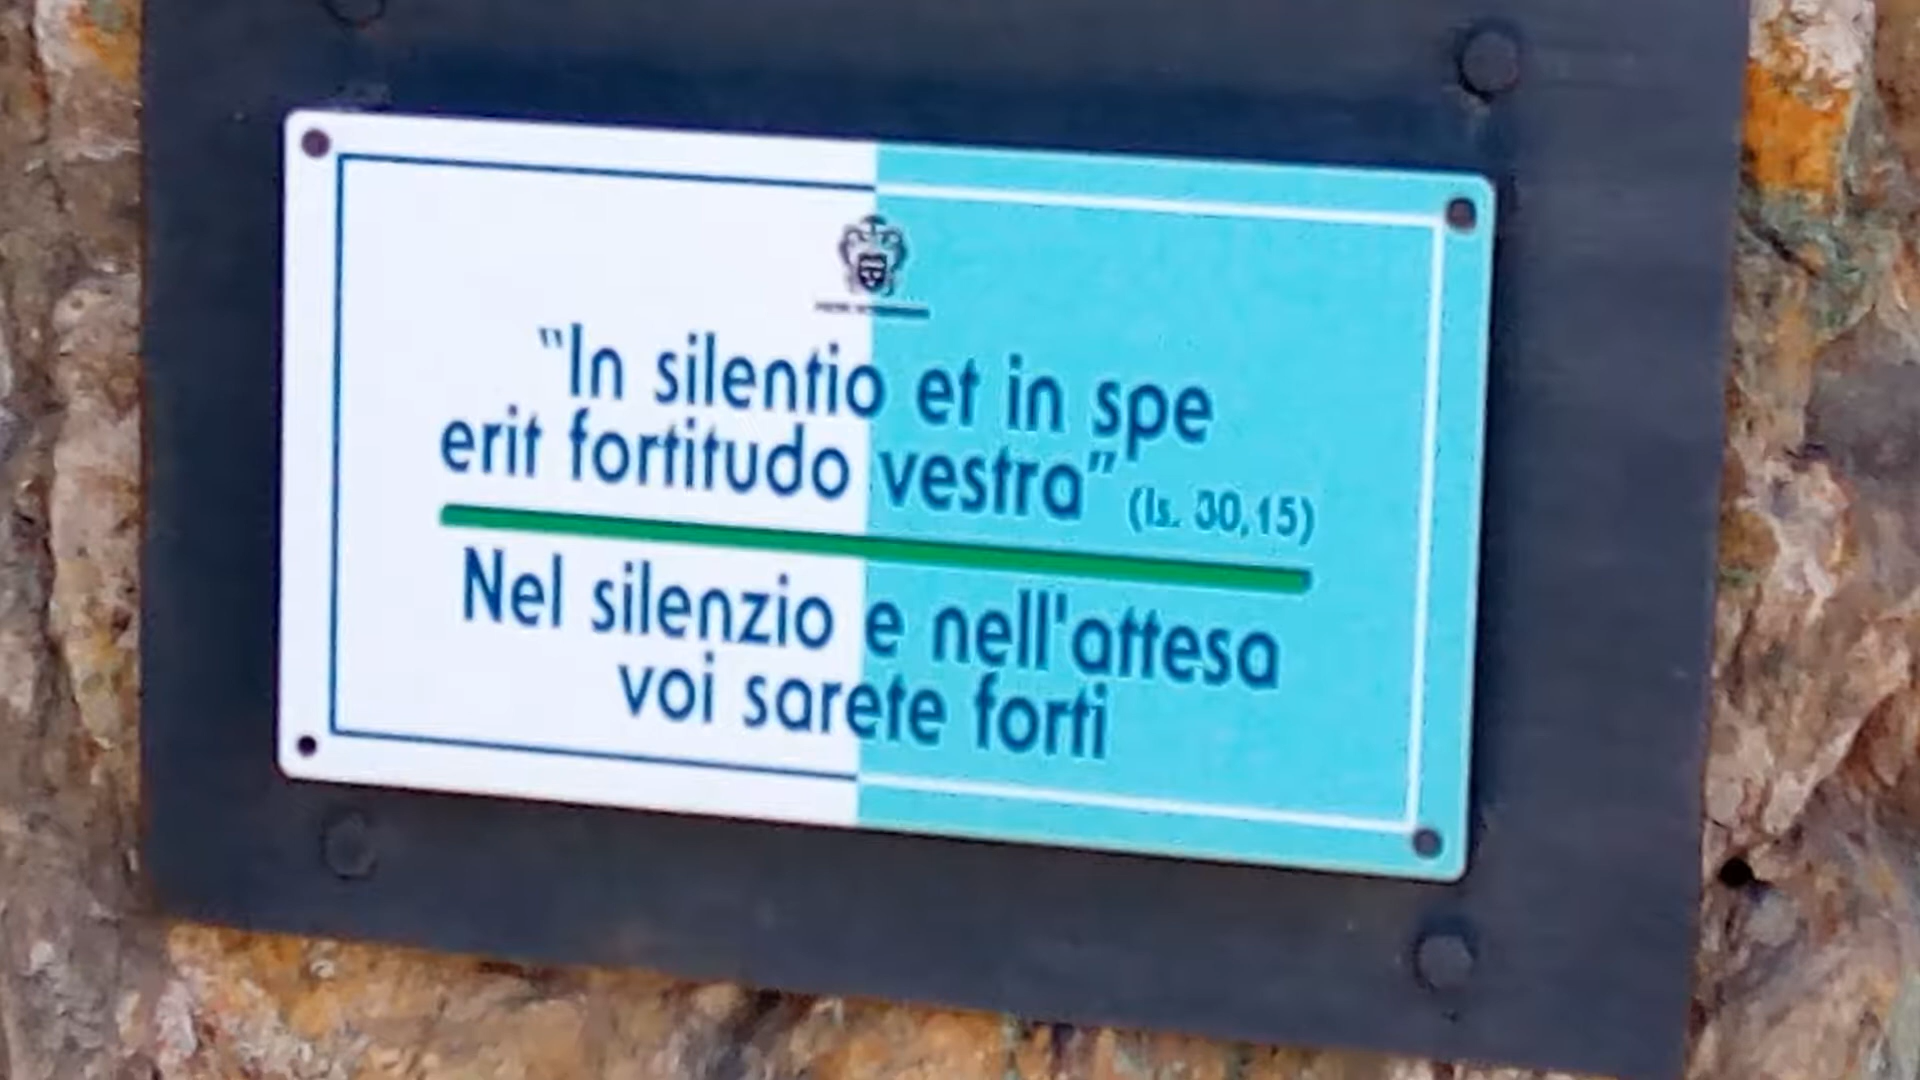 “In silentio et in spe
erit fortitudo vestra” (Is. 30,15)
Nel silenzio e nell'attesa
voi sarete forti